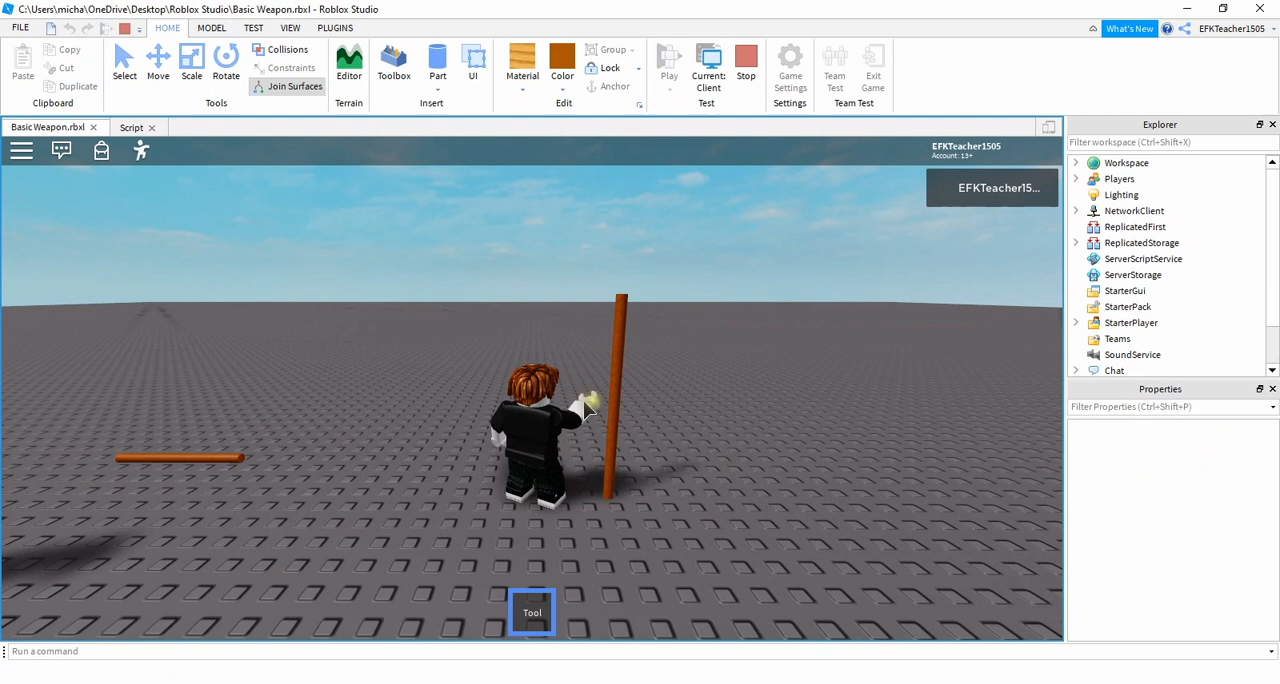 C:\Users\micha\OneDrive\Desktop\Roblox Studio\Basic Weapon.rbxl - Roblox Studio
FILE HOME MODEL TEST VIEW PLUGINS What's New EFKTeacher1505
Paste Copy Cut Duplicate
Clipboard
Select Move Scale Rotate Collisions Constraints Join Surfaces
Tools
Editor
Terrain
Toolbox Part UI
Insert
Material Color Group Lock Anchor
Edit
Play Current: Client Stop
Test
Game Settings
Settings
Team Test Exit Game
Team Test
Basic Weapon.rbxl Script
EFKTeacher1505
Account: 13+
EFKTeacher15...
Tool
Explorer
Filter workspace (Ctrl+Shift+X)
Workspace
Players
Lighting
NetworkClient
ReplicatedFirst
ReplicatedStorage
ServerScriptService
ServerStorage
StarterGui
StarterPack
StarterPlayer
Teams
SoundService
Chat
Properties
Filter Properties (Ctrl+Shift+P)
Run a command